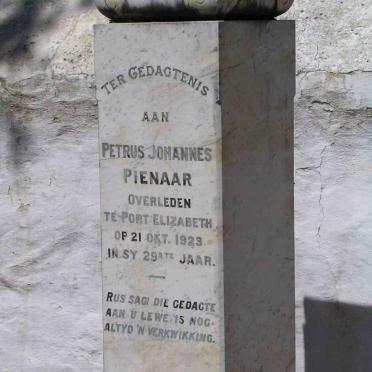 TER GEDAGTENIS
AAN
PETRUS JOHANNES
PIENAAR
OVERLEDEN
TE PORT ELIZABETH
OP 21 OKT. 1923
IN SY 29STE JAAR.
RUS SAG! DIE GEDAGTE
AAN U LEWE, IS NOG
ALTYD 'N VERKWIKKING.